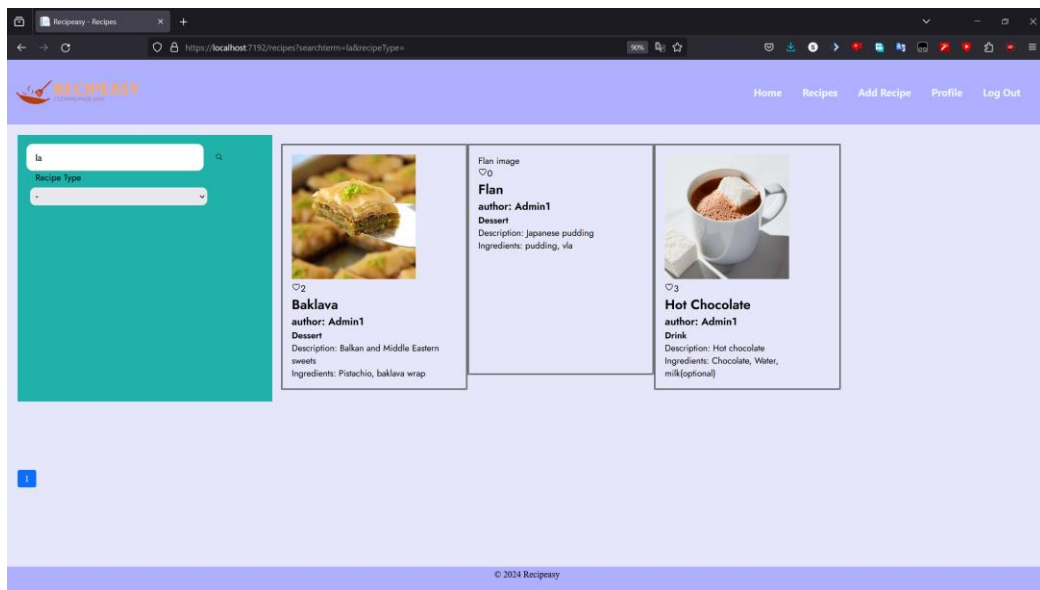 Recipeasy - Recipes
https://localhost:7192/recipes?searchterm=la&recipeType=
90%
RECIPEASY
COOKING MADE EASY
Home Recipes Add Recipe Profile Log Out
la
Recipe Type
-
2
Baklava
author: Admin1
Dessert
Description: Balkan and Middle Eastern
sweets
Ingredients: Pistachio, baklava wrap
Flan image
0
Flan
author: Admin1
Dessert
Description: Japanese pudding
Ingredients: pudding, vla
3
Hot Chocolate
author: Admin1
Drink
Description: Hot chocolate
Ingredients: Chocolate, Water,
milk(optional)
1
© 2024 Recipeasy